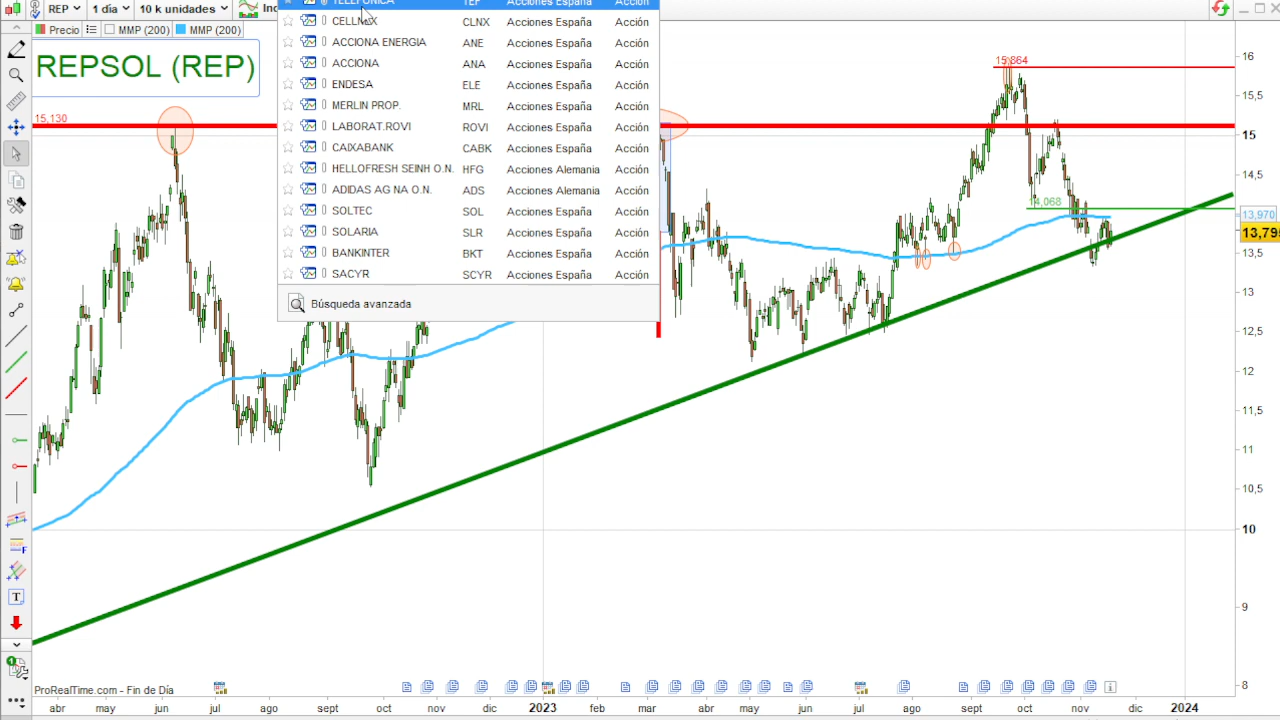 REP 1 día 10 k unidades In
TELEFONICA TEF Acciones España Acción
CELLNEX CLNX Acciones España Acción
Precio MMP (200) MMP (200)
ACCIONA ENERGIA ANE Acciones España Acción
ACCIONA ANA Acciones España Acción
ENDESA ELE Acciones España Acción
MERLIN PROP. MRL Acciones España Acción
LABORAT.ROVI ROVI Acciones España Acción
CAIXABANK CABK Acciones España Acción
HELLOFRESH SEINH O.N. HFG Acciones Alemania Acción
ADIDAS AG NA O.N. ADS Acciones Alemania Acción
SOLTEC SOL Acciones España Acción
SOLARIA SLR Acciones España Acción
BANKINTER BKT Acciones España Acción
SACYR SCYR Acciones España Acción
Búsqueda avanzada
REPSOL (REP)
15,130
15,864
14,068
16
15,5
15
14,5
13,970
13,795
13,5
13
12,5
12
11,5
11
10,5
10
9
8
ProRealTime.com - Fin de Día
abr may jun jul ago sept oct nov dic 2023 feb mar abr may jun jul ago sept oct nov dic 2024